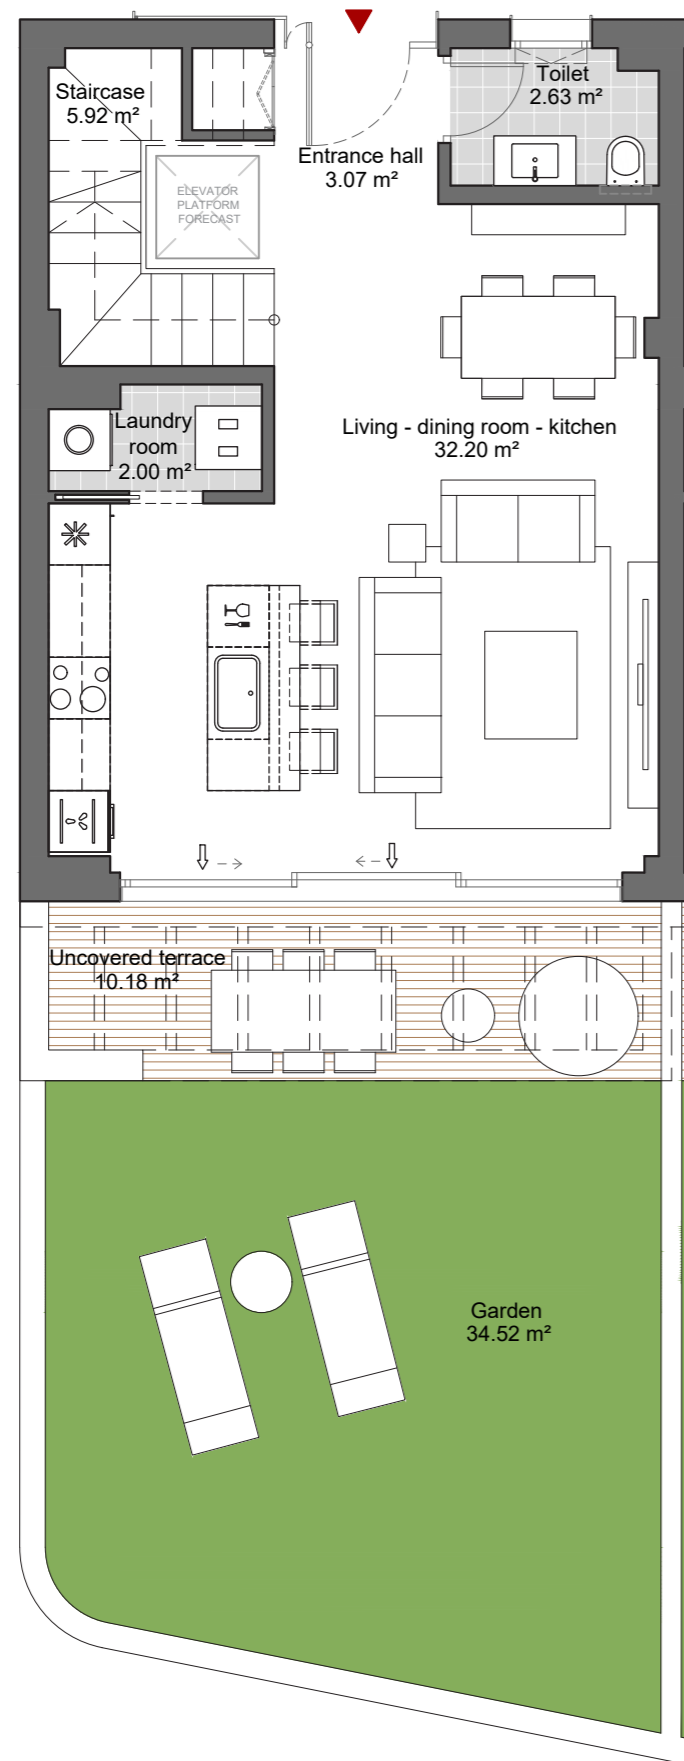 Staircase
5.92 m²
Toilet
2.63 m²
Entrance hall
3.07 m²
ELEVATOR
PLATFORM
FORECAST
Laundry
room
2.00 m²
Living - dining room - kitchen
32.20 m²
Uncovered terrace
10.18 m²
Garden
34.52 m²